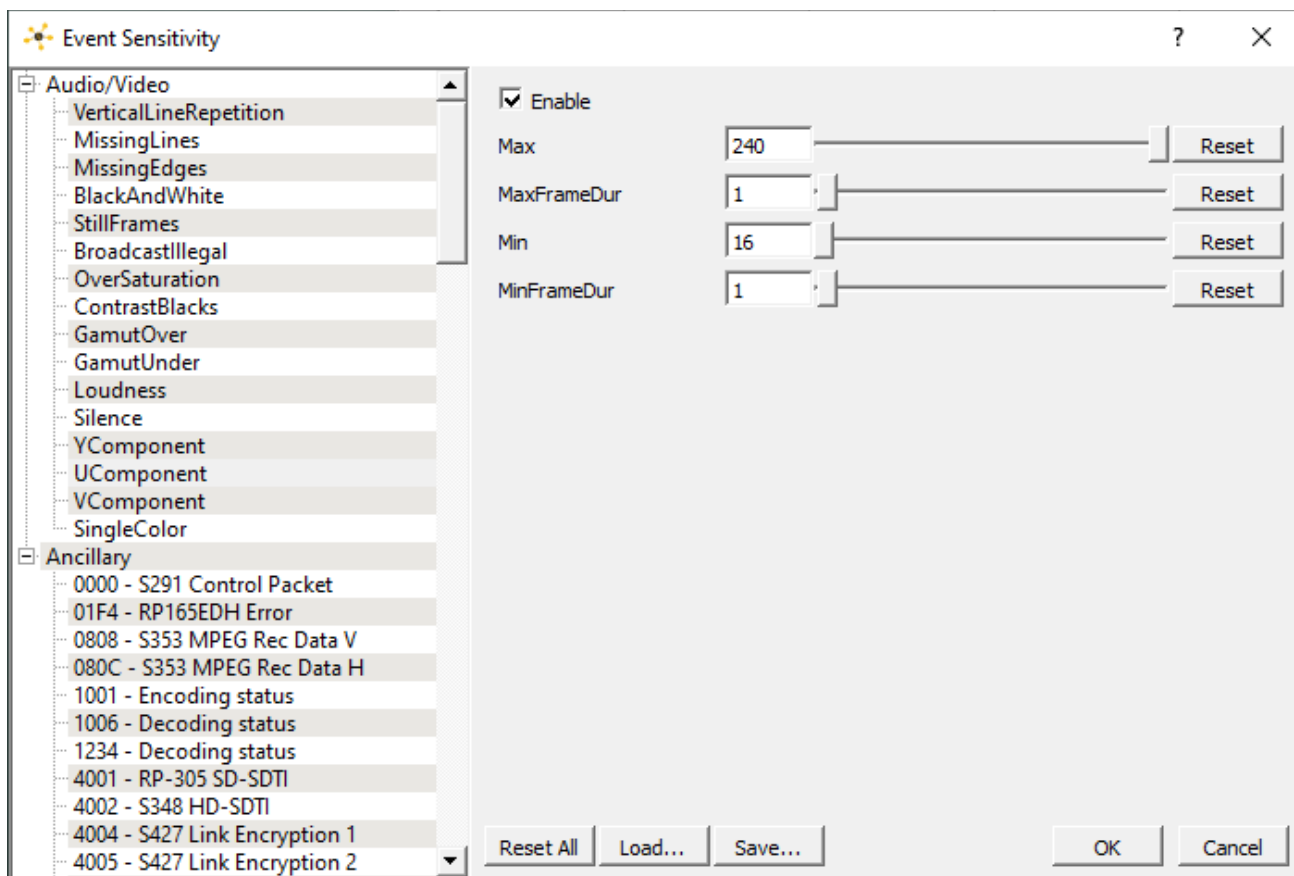 Event Sensitivity
?
Audio/Video
VerticalLineRepetition
MissingLines
MissingEdges
BlackAndWhite
StillFrames
BroadcastIllegal
OverSaturation
ContrastBlacks
GamutOver
GamutUnder
Loudness
Silence
YComponent
UComponent
VComponent
SingleColor
Ancillary
0000 - S291 Control Packet
01F4 - RP165EDH Error
0808 - S353 MPEG Rec Data V
080C - S353 MPEG Rec Data H
1001 - Encoding status
1006 - Decoding status
1234 - Decoding status
4001 - RP-305 SD-SDTI
4002 - S348 HD-SDTI
4004 - S427 Link Encryption 1
4005 - S427 Link Encryption 2
Enable
Max 240 Reset
MaxFrameDur 1 Reset
Min 16 Reset
MinFrameDur 1 Reset
Reset All Load... Save... OK Cancel